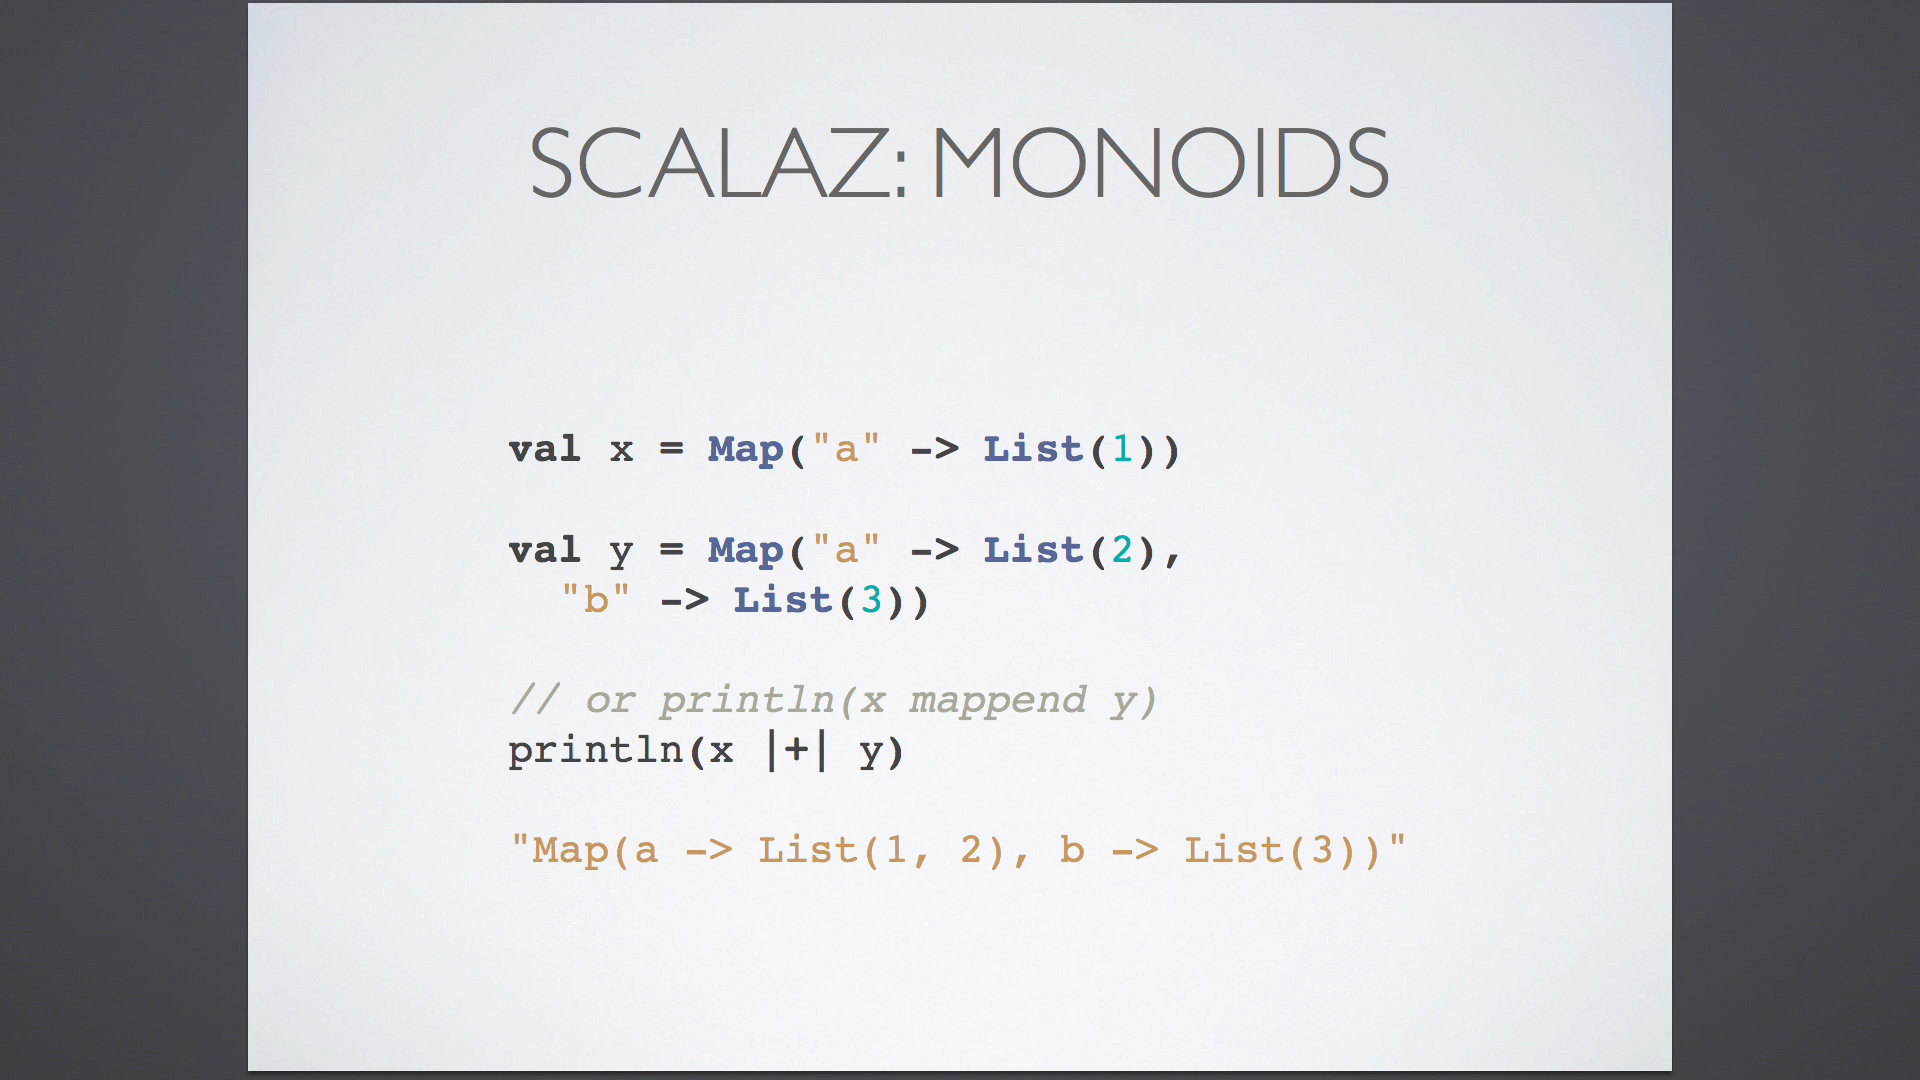 SCALAZ: MONOIDS
val x = Map("a" -> List(1))
val y = Map("a" -> List(2),
"b" -> List(3))
// or println(x mappend y)
println(x |+| y)
"Map(a -> List(1, 2), b -> List(3))"